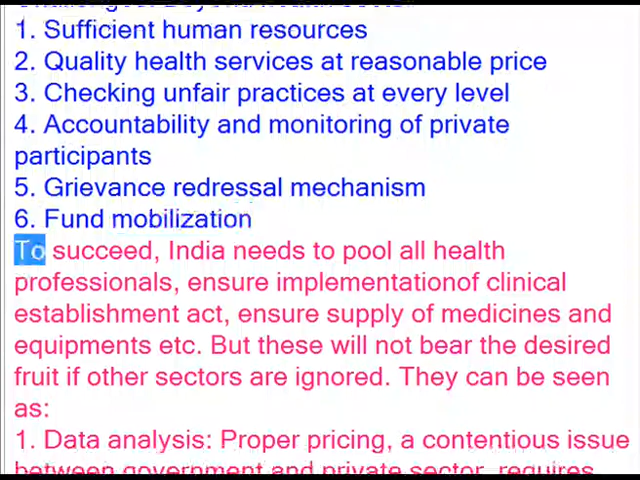 1. Sufficient human resources
2. Quality health services at reasonable price
3. Checking unfair practices at every level
4. Accountability and monitoring of private
participants
5. Grievance redressal mechanism
6. Fund mobilization
To succeed, India needs to pool all health
professionals, ensure implementationof clinical
establishment act, ensure supply of medicines and
equipments etc. But these will not bear the desired
fruit if other sectors are ignored. They can be seen
as:
1. Data analysis: Proper pricing, a contentious issue
between government and private sector, requires